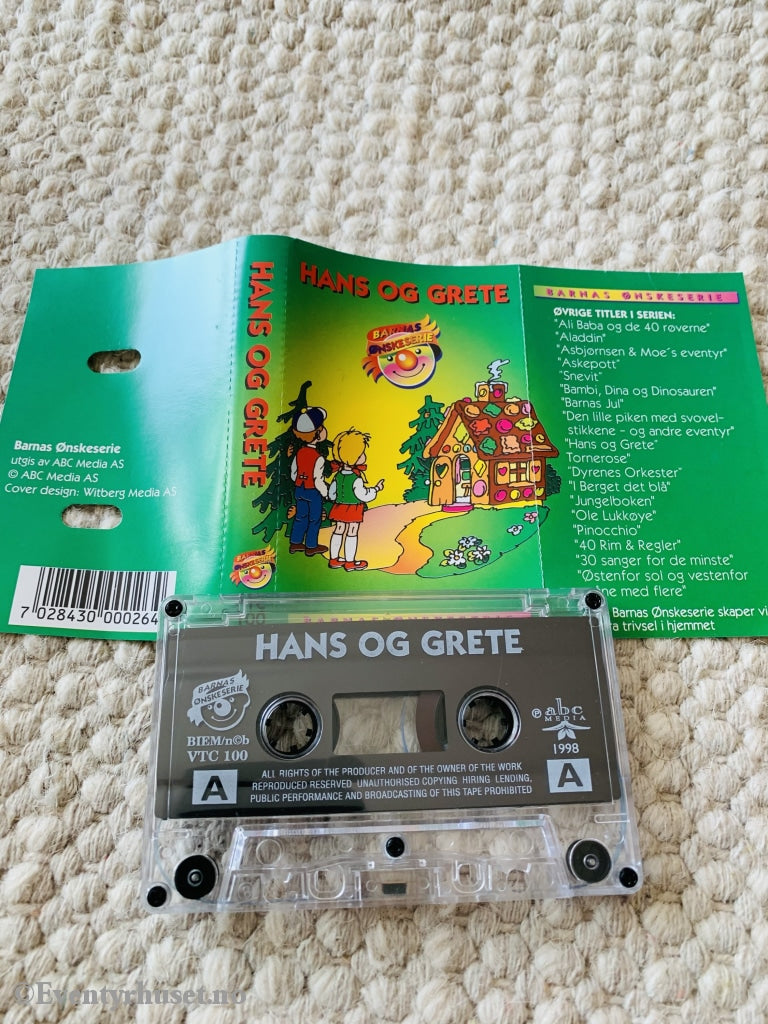 Barnas Ønskeserie
utgis av ABC Media AS
© ABC Media AS
Cover design: Witberg Media AS
7 028430 000264
HANS OG GRETE
HANS OG GRETE
BARNAS
ØNSKESERIE
BARNAS
ØNSKESERIE
BARNAS ØNSKESERIE
ØVRIGE TITLER I SERIEN:
"Ali Baba og de 40 røverne"
"Aladdin"
"Asbjørnsen & Moe´s eventyr"
"Askepott"
"Snevit"
"Bambi, Dina og Dinosauren"
"Barnas Jul"
"Den lille piken med svovel-
stikkene - og andre eventyr"
"Hans og Grete"
Tornerose"
"Dyrenes Orkester"
"I Berget det blå"
"Jungelboken"
"Ole Lukkøye"
"Pinocchio"
"40 Rim & Regler"
"30 sanger for de minste"
"Østenfor sol og vestenfor
ne med flere"
Barnas Ønskeserie skaper vi
ra trivsel i hjemmet
HANS OG GRETE
BARNAS
ØNSKESERIE
BIEM/n©b
VTC 100
℗ abc
MEDIA
1998
A
A
ALL RIGHTS OF THE PRODUCER AND OF THE OWNER OF THE WORK
REPRODUCED RESERVED. UNAUTHORISED COPYING. HIRING. LENDING,
PUBLIC PERFORMANCE AND BROADCASTING OF THIS TAPE PROHIBITED
©Eventyrhuset.no